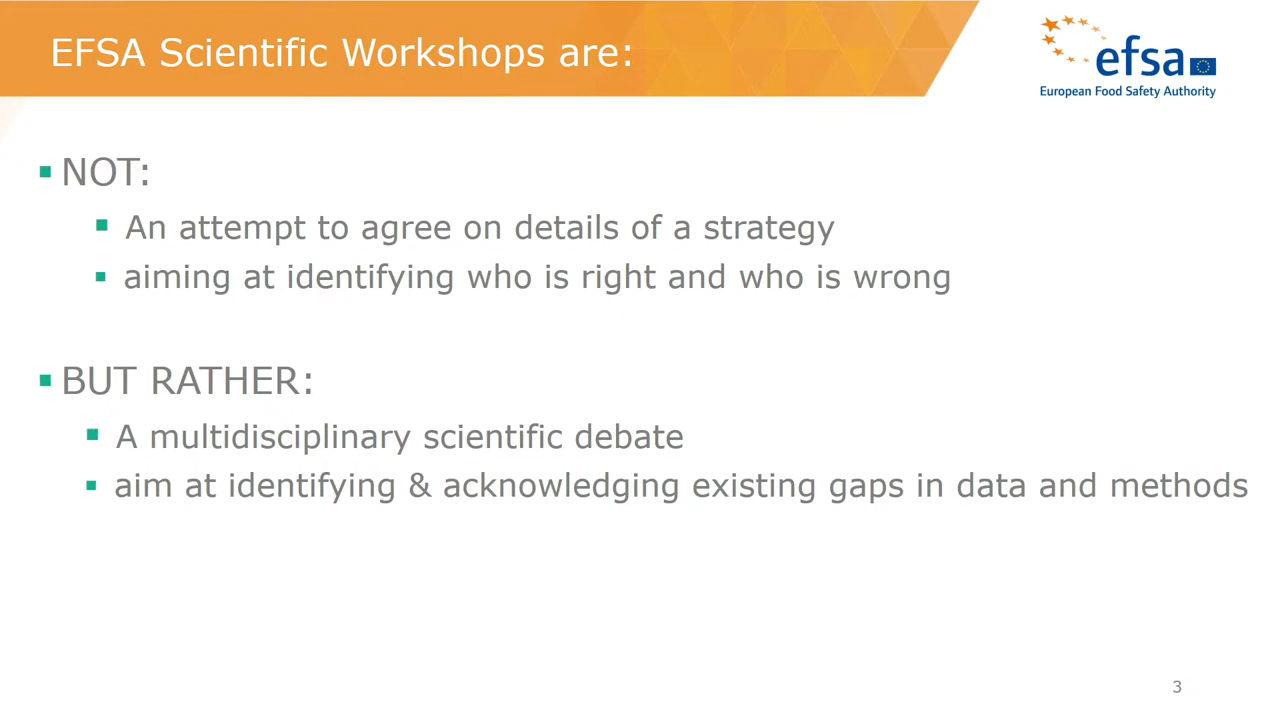 EFSA Scientific Workshops are:
efsa
European Food Safety Authority
NOT:
An attempt to agree on details of a strategy
aiming at identifying who is right and who is wrong
BUT RATHER:
A multidisciplinary scientific debate
aim at identifying & acknowledging existing gaps in data and methods
3